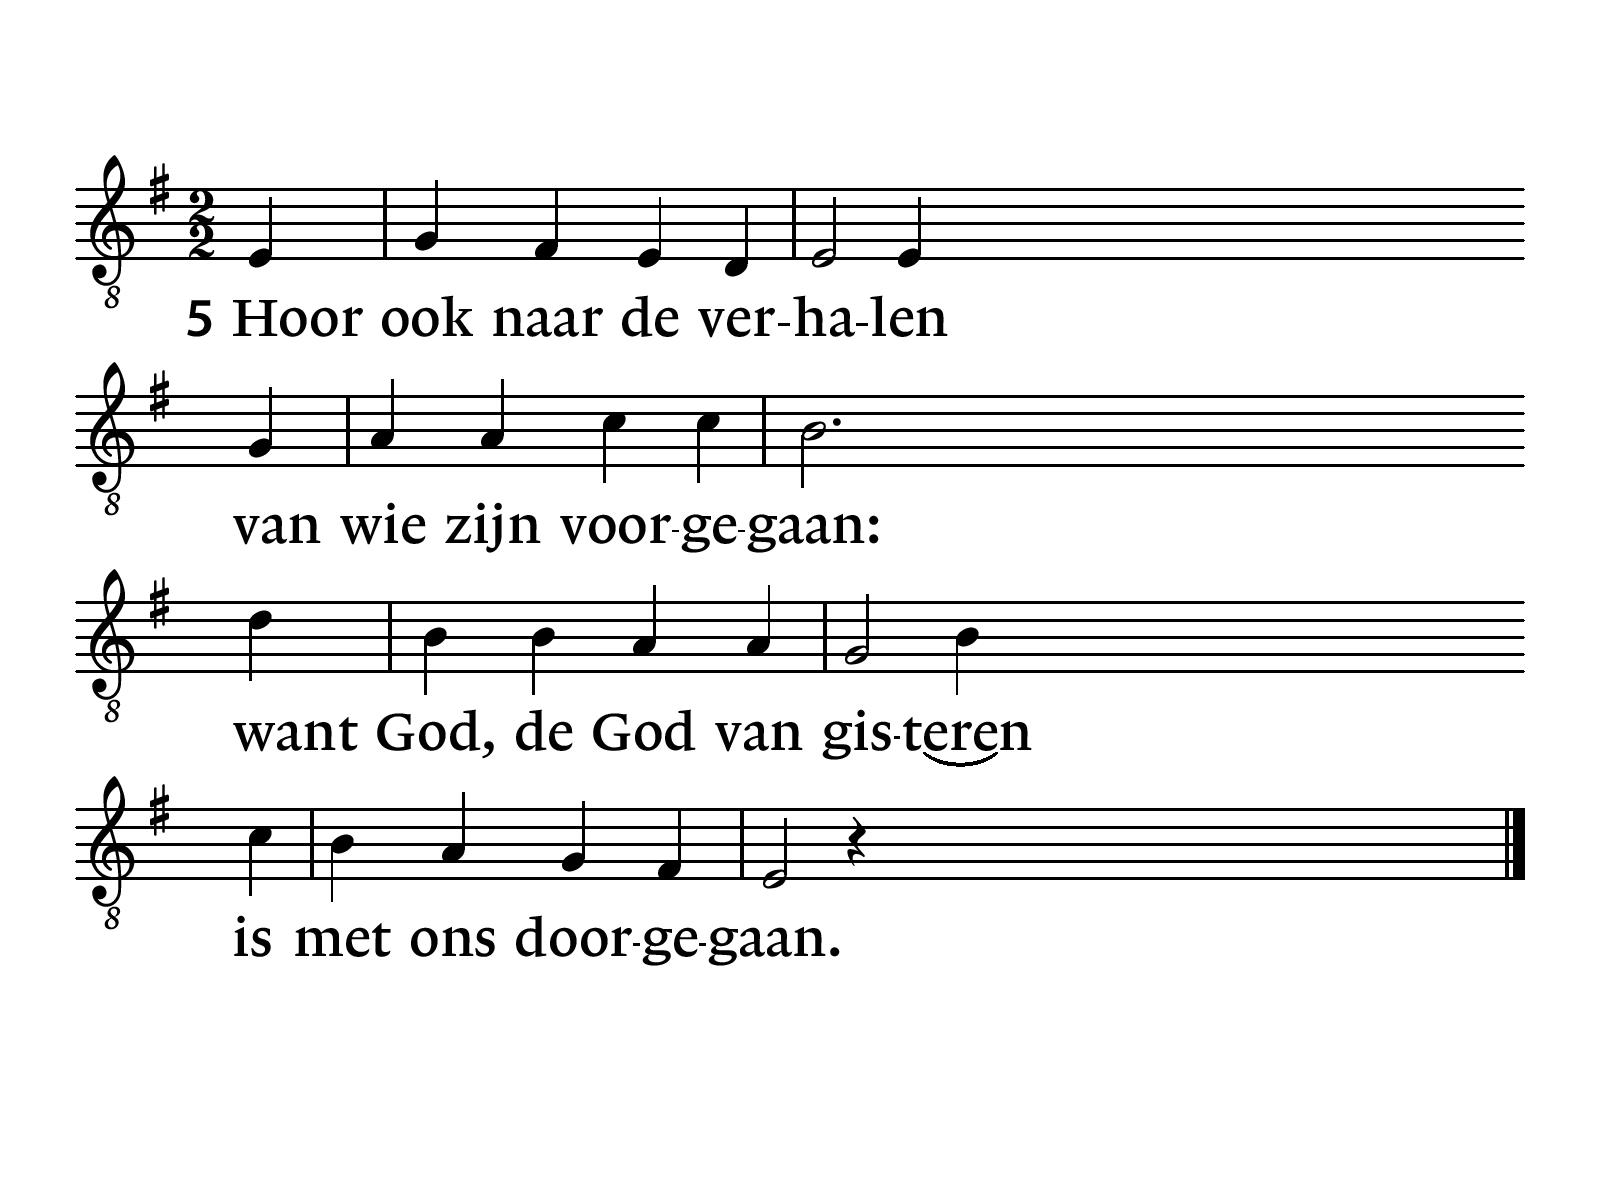 5 Hoor ook naar de ver-ha-len
van wie zijn voor-ge-gaan:
want God, de God van gis-teren
is met ons door-ge-gaan.